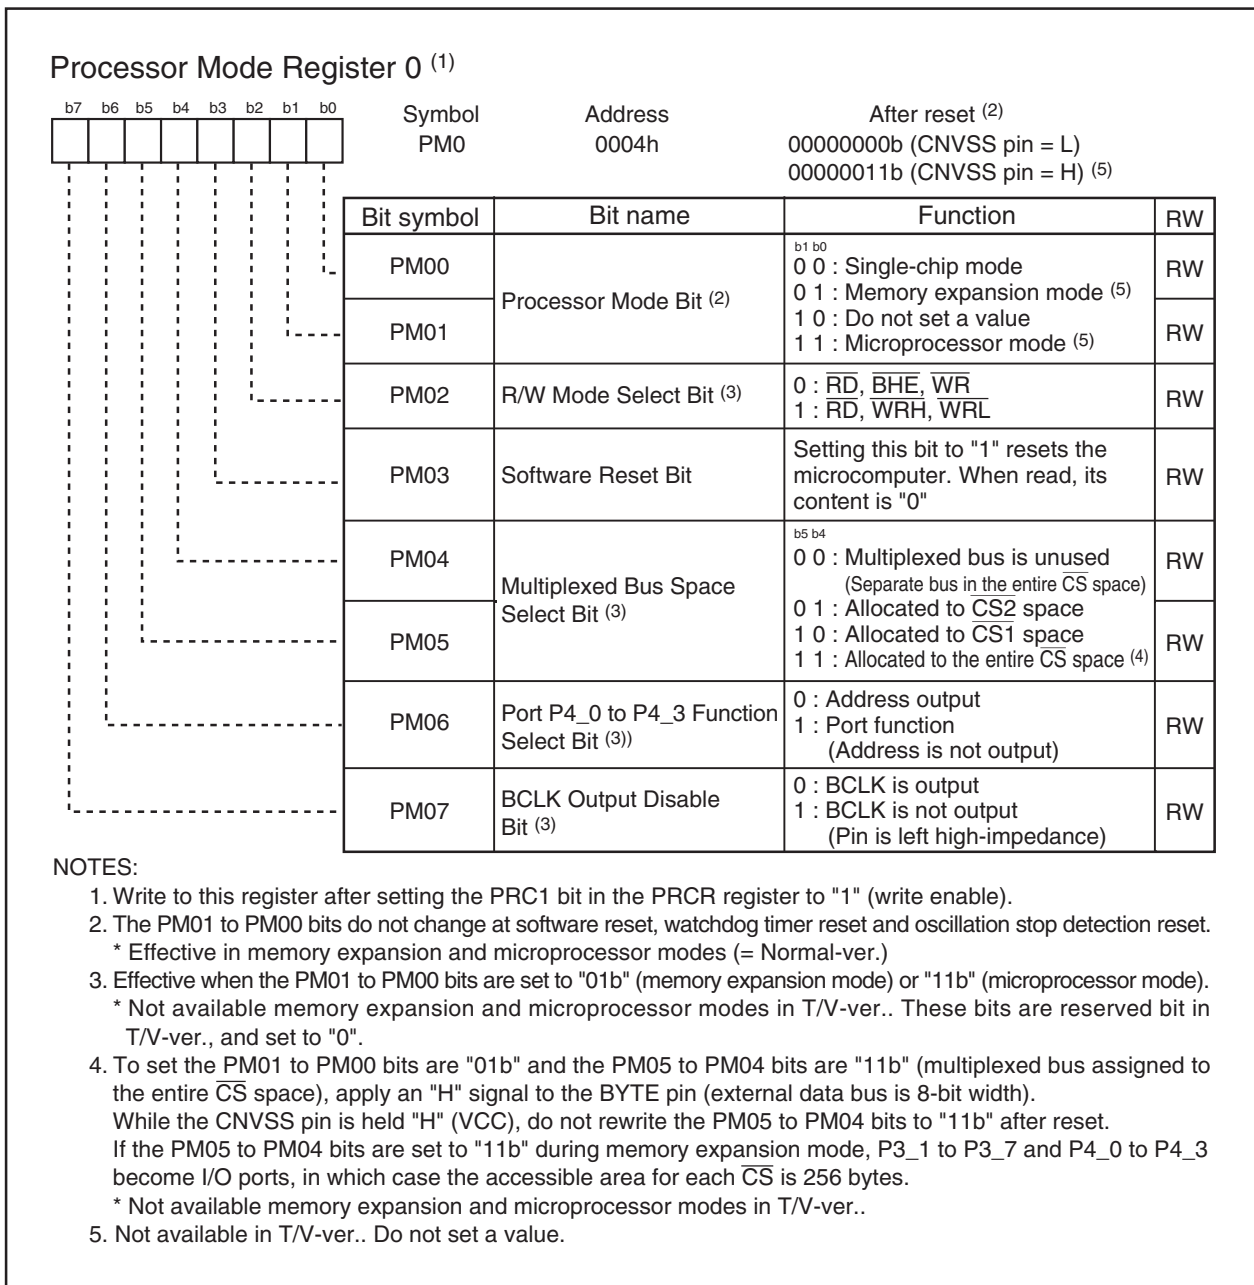 Processor Mode Register 0 (1)
b7 b6 b5 b4 b3 b2 b1 b0
Symbol Address After reset (2)
PM0 0004h 00000000b (CNVSS pin = L)
00000011b (CNVSS pin = H) (5)
Bit symbol Bit name Function RW
PM00 Processor Mode Bit (2) RW
PM01 RW
b1 b0
0 0 : Single-chip mode
0 1 : Memory expansion mode (5)
1 0 : Do not set a value
1 1 : Microprocessor mode (5)
PM02 R/W Mode Select Bit (3) RW
0 : R̅D̅, B̅H̅E̅, W̅R̅
1 : R̅D̅, W̅R̅H̅, W̅R̅L̅
PM03 Software Reset Bit RW
Setting this bit to "1" resets the
microcomputer. When read, its
content is "0"
PM04 RW
PM05 RW
Multiplexed Bus Space
Select Bit (3)
b5 b4
0 0 : Multiplexed bus is unused
(Separate bus in the entire C̅S̅ space)
0 1 : Allocated to C̅S̅2̅ space
1 0 : Allocated to C̅S̅1̅ space
1 1 : Allocated to the entire C̅S̅ space (4)
PM06 RW
Port P4_0 to P4_3 Function
Select Bit (3))
0 : Address output
1 : Port function
(Address is not output)
PM07 RW
BCLK Output Disable
Bit (3)
0 : BCLK is output
1 : BCLK is not output
(Pin is left high-impedance)
NOTES:
1. Write to this register after setting the PRC1 bit in the PRCR register to "1" (write enable).
2. The PM01 to PM00 bits do not change at software reset, watchdog timer reset and oscillation stop detection reset.
* Effective in memory expansion and microprocessor modes (= Normal-ver.)
3. Effective when the PM01 to PM00 bits are set to "01b" (memory expansion mode) or "11b" (microprocessor mode).
* Not available memory expansion and microprocessor modes in T/V-ver.. These bits are reserved bit in
T/V-ver., and set to "0".
4. To set the PM01 to PM00 bits are "01b" and the PM05 to PM04 bits are "11b" (multiplexed bus assigned to
the entire C̅S̅ space), apply an "H" signal to the BYTE pin (external data bus is 8-bit width).
While the CNVSS pin is held "H" (VCC), do not rewrite the PM05 to PM04 bits to "11b" after reset.
If the PM05 to PM04 bits are set to "11b" during memory expansion mode, P3_1 to P3_7 and P4_0 to P4_3
become I/O ports, in which case the accessible area for each C̅S̅ is 256 bytes.
* Not available memory expansion and microprocessor modes in T/V-ver..
5. Not available in T/V-ver.. Do not set a value.